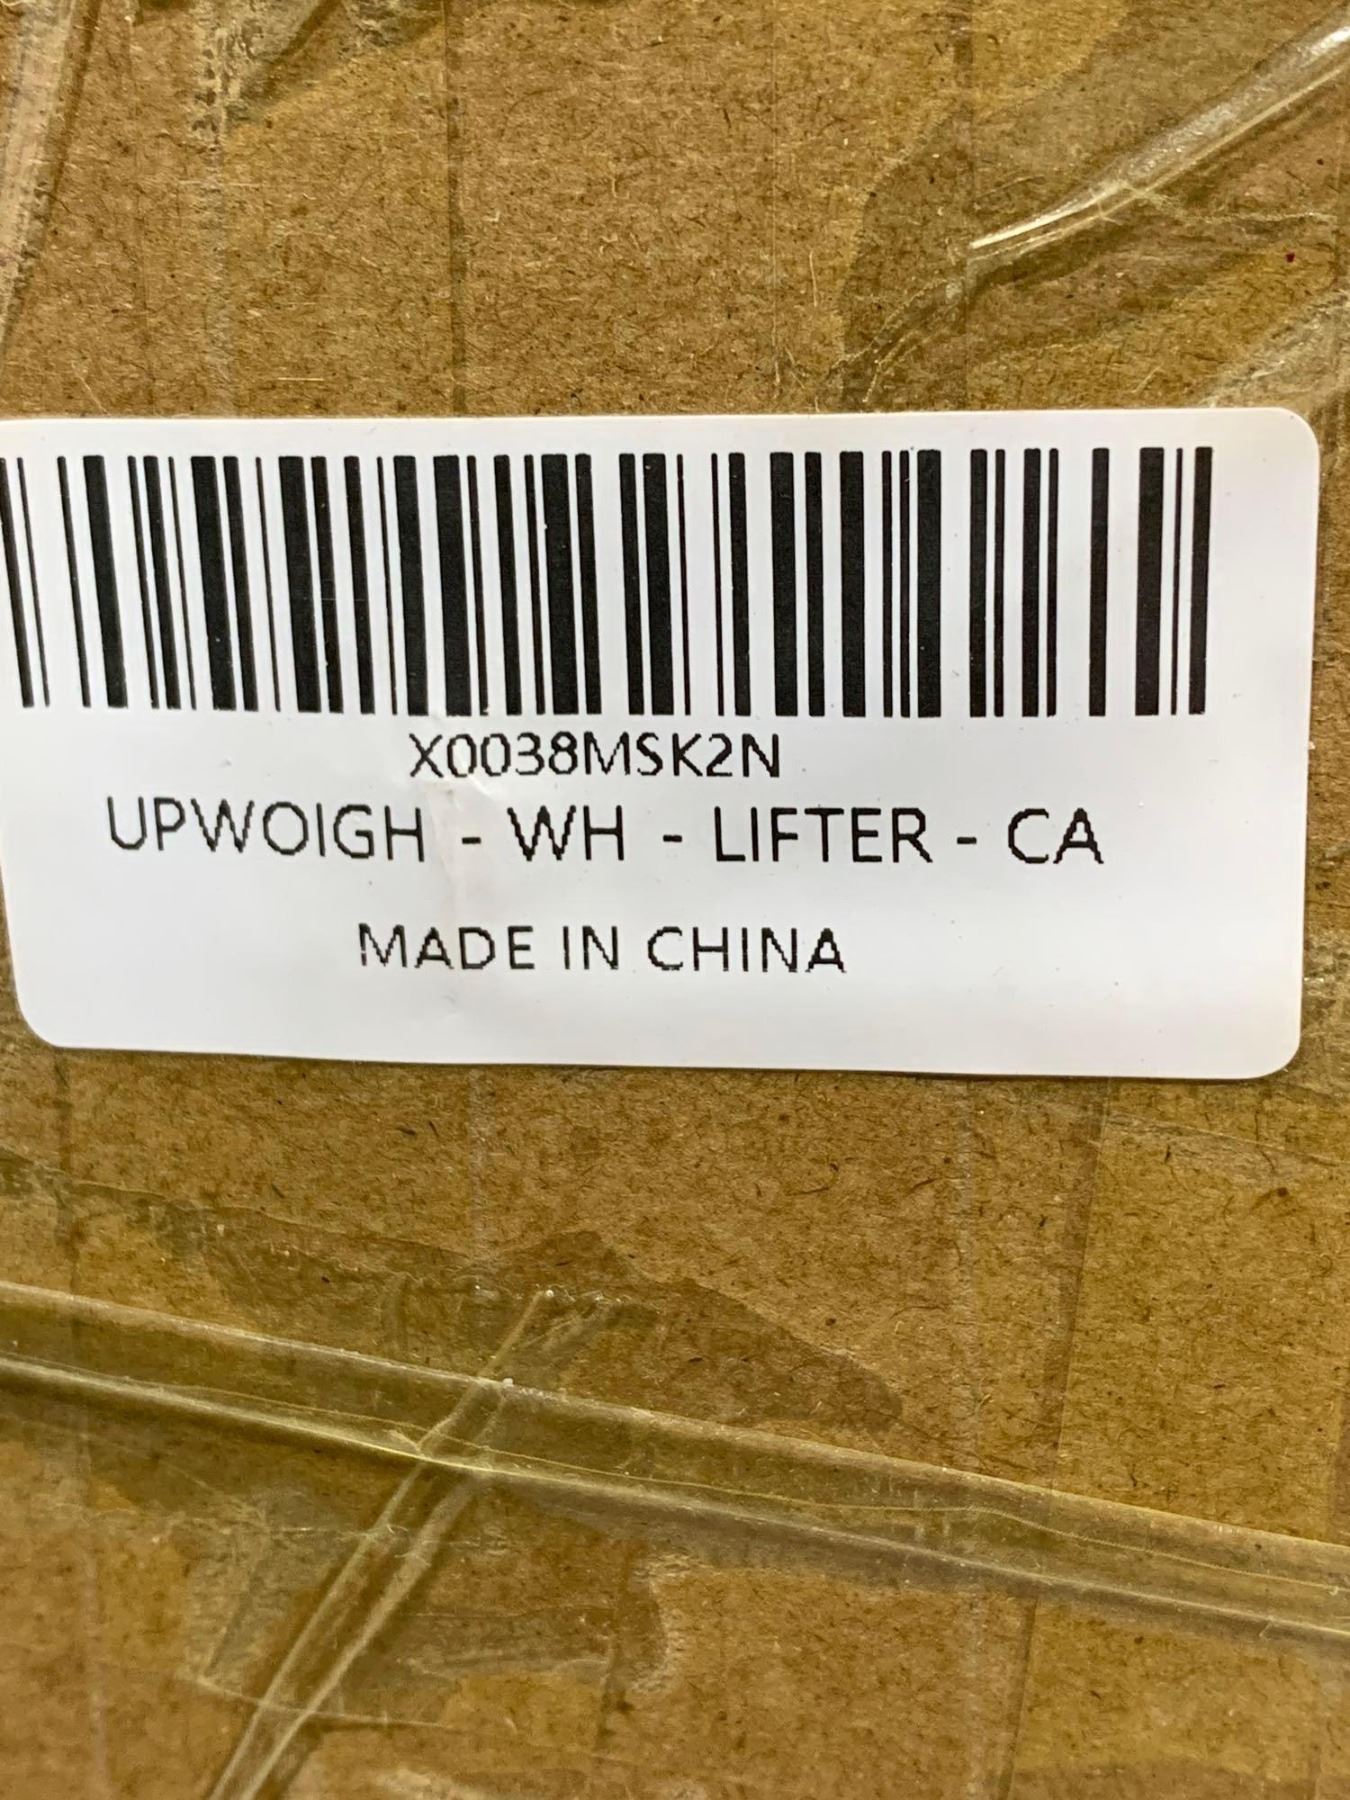 X0038MSK2N
UPWOIGH - WH - LIFTER - CA
MADE IN CHINA